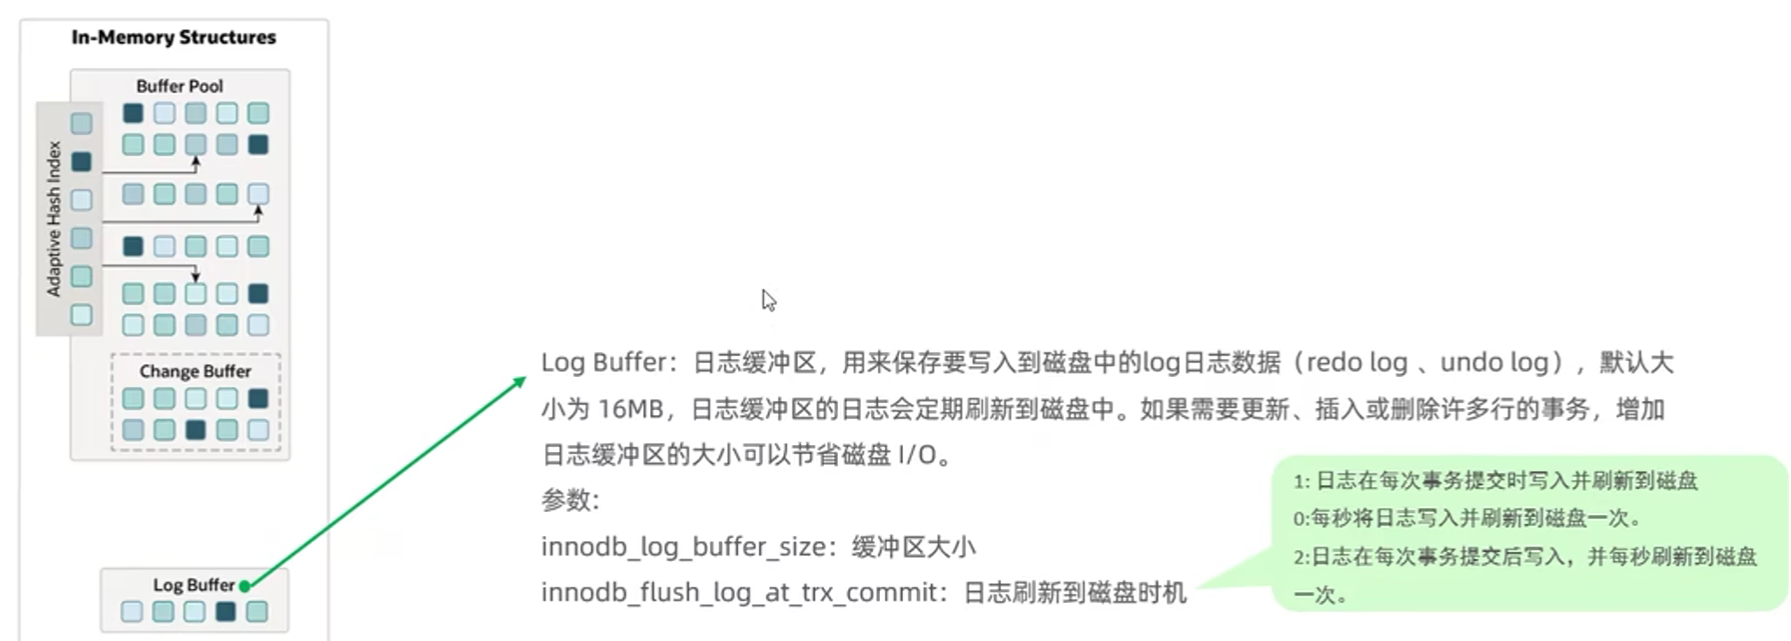 In-Memory Structures
Buffer Pool
Adaptive Hash Index
Change Buffer
Log Buffer
Log Buffer：日志缓冲区，用来保存要写入到磁盘中的log日志数据（redo log 、undo log），默认大
小为 16MB，日志缓冲区的日志会定期刷新到磁盘中。如果需要更新、插入或删除许多行的事务，增加
日志缓冲区的大小可以节省磁盘 I/O。
参数:
innodb_log_buffer_size：缓冲区大小
innodb_flush_log_at_trx_commit：日志刷新到磁盘时机
1: 日志在每次事务提交时写入并刷新到磁盘
0:每秒将日志写入并刷新到磁盘一次。
2:日志在每次事务提交后写入，并每秒刷新到磁盘
一次。